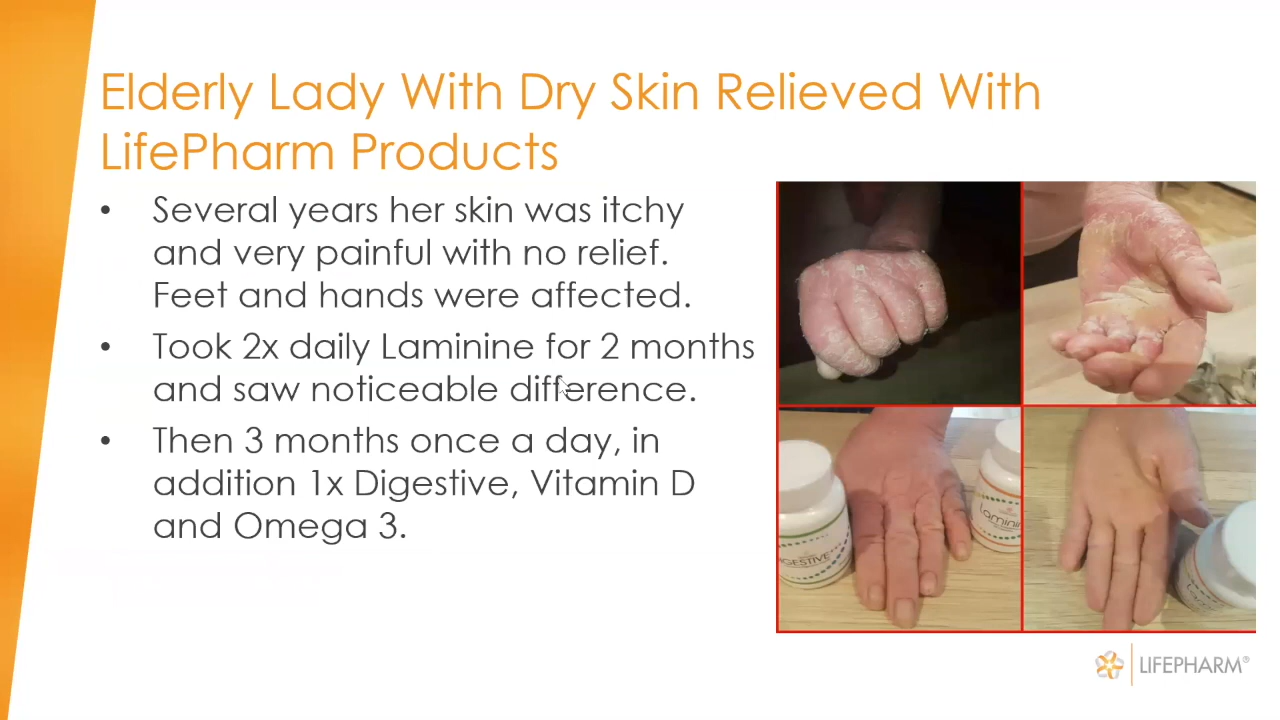 Elderly Lady With Dry Skin Relieved With
LifePharm Products
• Several years her skin was itchy
and very painful with no relief.
Feet and hands were affected.
• Took 2x daily Laminine for 2 months
and saw noticeable difference.
• Then 3 months once a day, in
addition 1x Digestive, Vitamin D
and Omega 3.
LIFEPHARM®